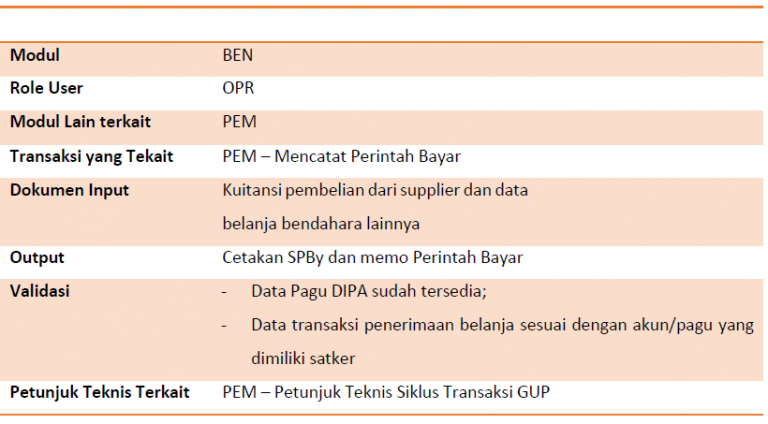 Modul BEN
Role User OPR
Modul Lain terkait PEM
Transaksi yang Tekait PEM – Mencatat Perintah Bayar
Dokumen Input Kuitansi pembelian dari supplier dan data
belanja bendahara lainnya
Output Cetakan SPBy dan memo Perintah Bayar
Validasi - Data Pagu DIPA sudah tersedia;
- Data transaksi penerimaan belanja sesuai dengan akun/pagu yang
dimiliki satker
Petunjuk Teknis Terkait PEM – Petunjuk Teknis Siklus Transaksi GUP